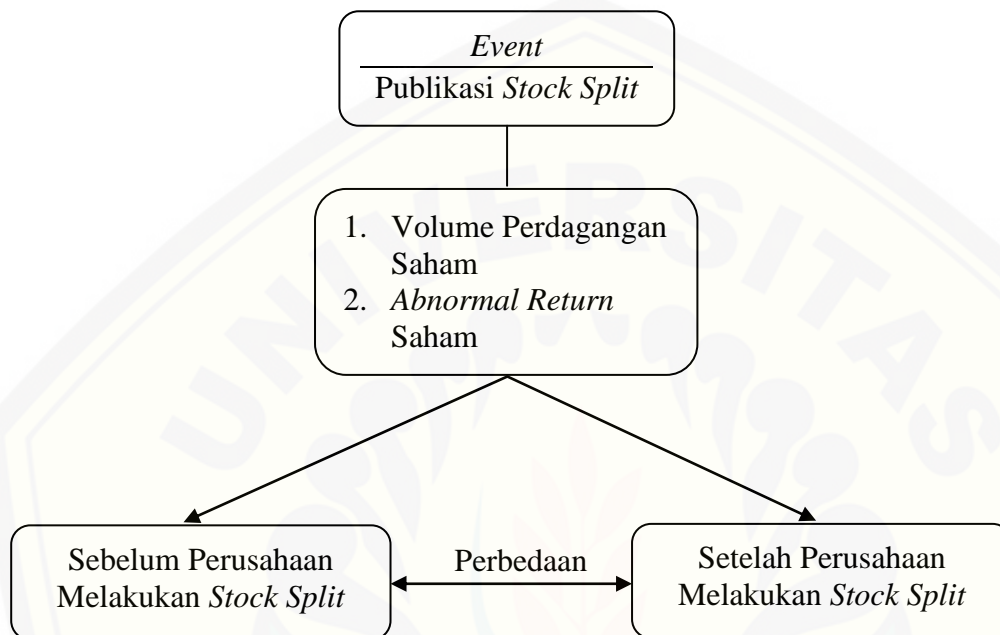 Event
Publikasi Stock Split
1. Volume Perdagangan
Saham
2. Abnormal Return
Saham
Sebelum Perusahaan
Melakukan Stock Split
Perbedaan
Setelah Perusahaan
Melakukan Stock Split
UNIVERSITAS